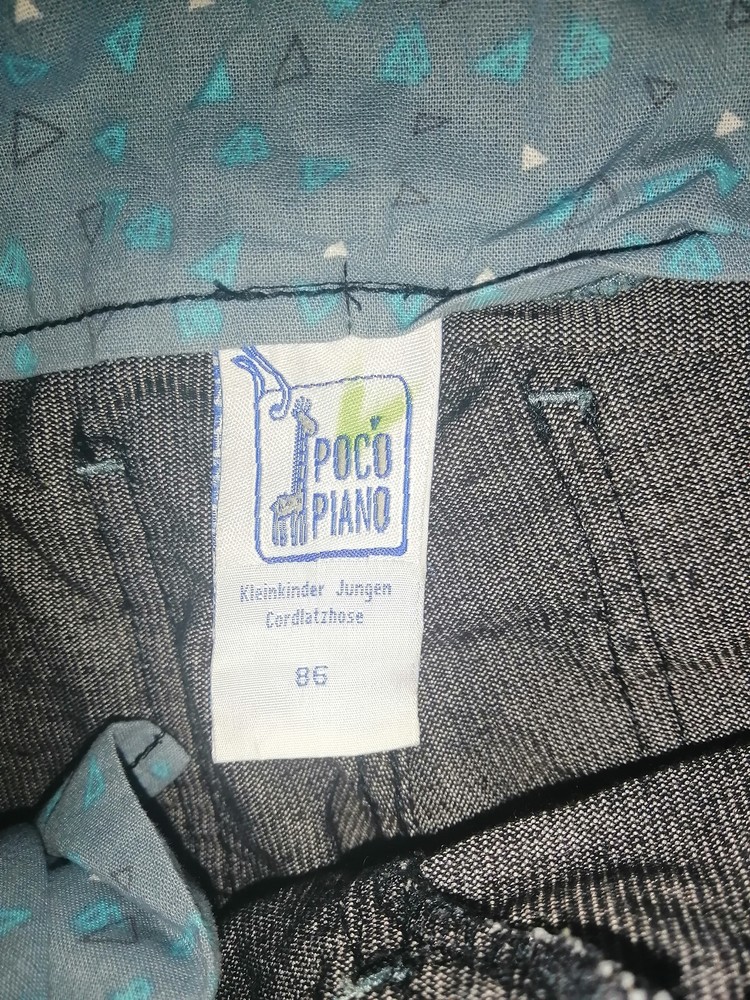 POCO
PIANO
Kleinkinder Jungen
Cordlatzhose
86